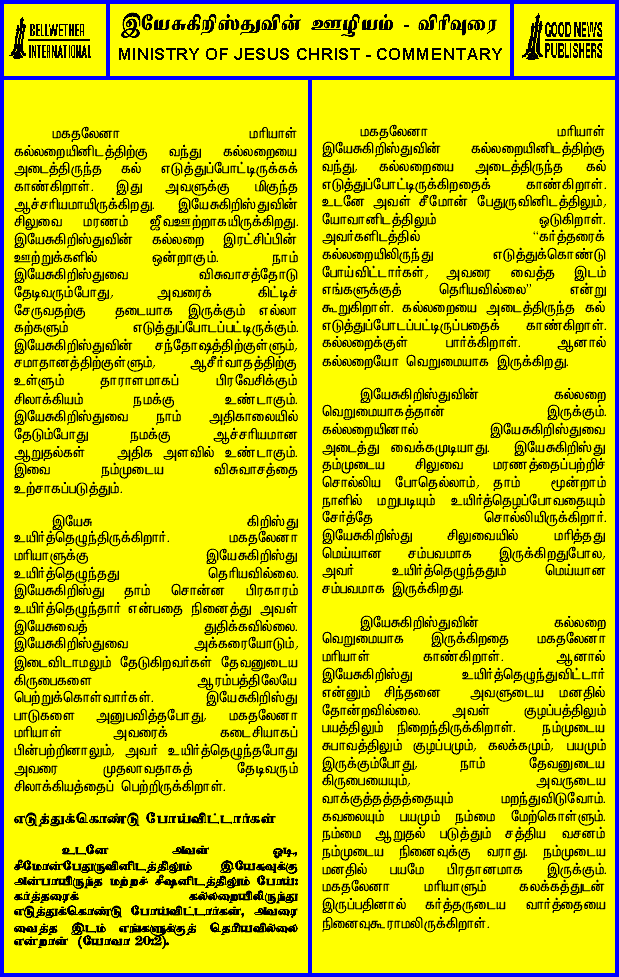 BELLWETHER
INTERNATIONAL
இயேசுகிறிஸ்துவின் ஊழியம் - விரிவுரை
MINISTRY OF JESUS CHRIST - COMMENTARY
GOOD NEWS
PUBLISHERS
மகதலேனா மரியாள்
கல்லறையினிடத்திற்கு வந்து கல்லறையை
அடைத்திருந்த கல் எடுத்துப்போட்டிருக்கக்
காண்கிறாள். இது அவளுக்கு மிகுந்த
ஆச்சரியமாயிருக்கிறது. இயேசுகிறிஸ்துவின்
சிலுவை மரணம் ஜீவஊற்றாகயிருக்கிறது.
இயேசுகிறிஸ்துவின் கல்லறை இரட்சிப்பின்
ஊற்றுக்களில் ஒன்றாகும். நாம்
இயேசுகிறிஸ்துவை விசுவாசத்தோடு
தேடிவரும்போது, அவரைக் கிட்டிச்
சேருவதற்கு தடையாக இருக்கும் எல்லா
கற்களும் எடுத்துப்போடப்பட்டிருக்கும்.
இயேசுகிறிஸ்துவின் சந்தோஷத்திற்குள்ளும்,
சமாதானத்திற்குள்ளும், ஆசீர்வாதத்திற்கு
உள்ளும் தாராளமாகப் பிரவேசிக்கும்
சிலாக்கியம் நமக்கு உண்டாகும்.
இயேசுகிறிஸ்துவை நாம் அதிகாலையில்
தேடும்போது நமக்கு ஆச்சரியமான
ஆறுதல்கள் அதிக அளவில் உண்டாகும்.
இவை நம்முடைய விசுவாசத்தை
உற்சாகப்படுத்தும்.
இயேசு கிறிஸ்து
உயிர்த்தெழுந்திருக்கிறார். மகதலேனா
மரியாளுக்கு இயேசுகிறிஸ்து
உயிர்த்தெழுந்தது தெரியவில்லை.
இயேசுகிறிஸ்து தாம் சொன்ன பிரகாரம்
உயிர்த்தெழுந்தார் என்பதை நினைத்து அவள்
இயேசுவைத் துதிக்கவில்லை.
இயேசுகிறிஸ்துவை அக்கரையோடும்,
இடைவிடாமலும் தேடுகிறவர்கள் தேவனுடைய
கிருபைகளை ஆரம்பத்திலேயே
பெற்றுக்கொள்வார்கள். இயேசுகிறிஸ்து
பாடுகளை அனுபவித்தபோது, மகதலேனா
மரியாள் அவரைக் கடைசியாகப்
பின்பற்றினாலும், அவர் உயிர்த்தெழுந்தபோது
அவரை முதலாவதாகத் தேடிவரும்
சிலாக்கியத்தைப் பெற்றிருக்கிறாள்.
எடுத்துக்கொண்டு போய்விட்டார்கள்
உடனே அவள் ஓடி,
சீமோன்பேதுருவினிடத்திலும் இயேசுவுக்கு
அன்பாயிருந்த மற்றச் சீஷனிடத்திலும் போய்:
கர்த்தரைக் கல்லறையிலிருந்து
எடுத்துக்கொண்டு போய்விட்டார்கள், அவரை
வைத்த இடம் எங்களுக்குத் தெரியவில்லை
என்றாள் (யோவா 20:2).
மகதலேனா மரியாள்
இயேசுகிறிஸ்துவின் கல்லறையினிடத்திற்கு
வந்து, கல்லறையை அடைத்திருந்த கல்
எடுத்துப்போட்டிருக்கிறதைக் காண்கிறாள்.
உடனே அவள் சீமோன் பேதுருவினிடத்திலும்,
யோவானிடத்திலும் ஓடுகிறாள்.
அவர்களிடத்தில் "கர்த்தரைக்
கல்லறையிலிருந்து எடுத்துக்கொண்டு
போய்விட்டார்கள், அவரை வைத்த இடம்
எங்களுக்குத் தெரியவில்லை" என்று
கூறுகிறாள். கல்லறையை அடைத்திருந்த கல்
எடுத்துப்போடப்பட்டிருப்பதைக் காண்கிறாள்.
கல்லறைக்குள் பார்க்கிறாள். ஆனால்
கல்லறையோ வெறுமையாக இருக்கிறது.
இயேசுகிறிஸ்துவின் கல்லறை
வெறுமையாகத்தான் இருக்கும்.
கல்லறையினால் இயேசுகிறிஸ்துவை
அடைத்து வைக்கமுடியாது. இயேசுகிறிஸ்து
தம்முடைய சிலுவை மரணத்தைப்பற்றிச்
சொல்லிய போதெல்லாம், தாம் மூன்றாம்
நாளில் மறுபடியும் உயிர்த்தெழப்போவதையும்
சேர்த்தே சொல்லியிருக்கிறார்.
இயேசுகிறிஸ்து சிலுவையில் மரித்தது
மெய்யான சம்பவமாக இருக்கிறதுபோல,
அவர் உயிர்த்தெழுந்ததும் மெய்யான
சம்பவமாக இருக்கிறது.
இயேசுகிறிஸ்துவின் கல்லறை
வெறுமையாக இருக்கிறதை மகதலேனா
மரியாள் காண்கிறாள். ஆனால்
இயேசுகிறிஸ்து உயிர்த்தெழுந்துவிட்டார்
என்னும் சிந்தனை அவளுடைய மனதில்
தோன்றவில்லை. அவள் குழப்பத்திலும்
பயத்திலும் நிறைந்திருக்கிறாள். நம்முடைய
சுபாவத்திலும் குழப்பமும், கலக்கமும், பயமும்
இருக்கும்போது, நாம் தேவனுடைய
கிருபையையும், அவருடைய
வாக்குத்தத்தத்தையும் மறந்துவிடுவோம்.
கவலையும் பயமும் நம்மை மேற்கொள்ளும்.
நம்மை ஆறுதல் படுத்தும் சத்திய வசனம்
நம்முடைய நினைவுக்கு வராது. நம்முடைய
மனதில் பயமே பிரதானமாக இருக்கும்.
மகதலேனா மரியாளும் கலக்கத்துடன்
இருப்பதினால் கர்த்தருடைய வார்த்தையை
நினைவுகூராமலிருக்கிறாள்.